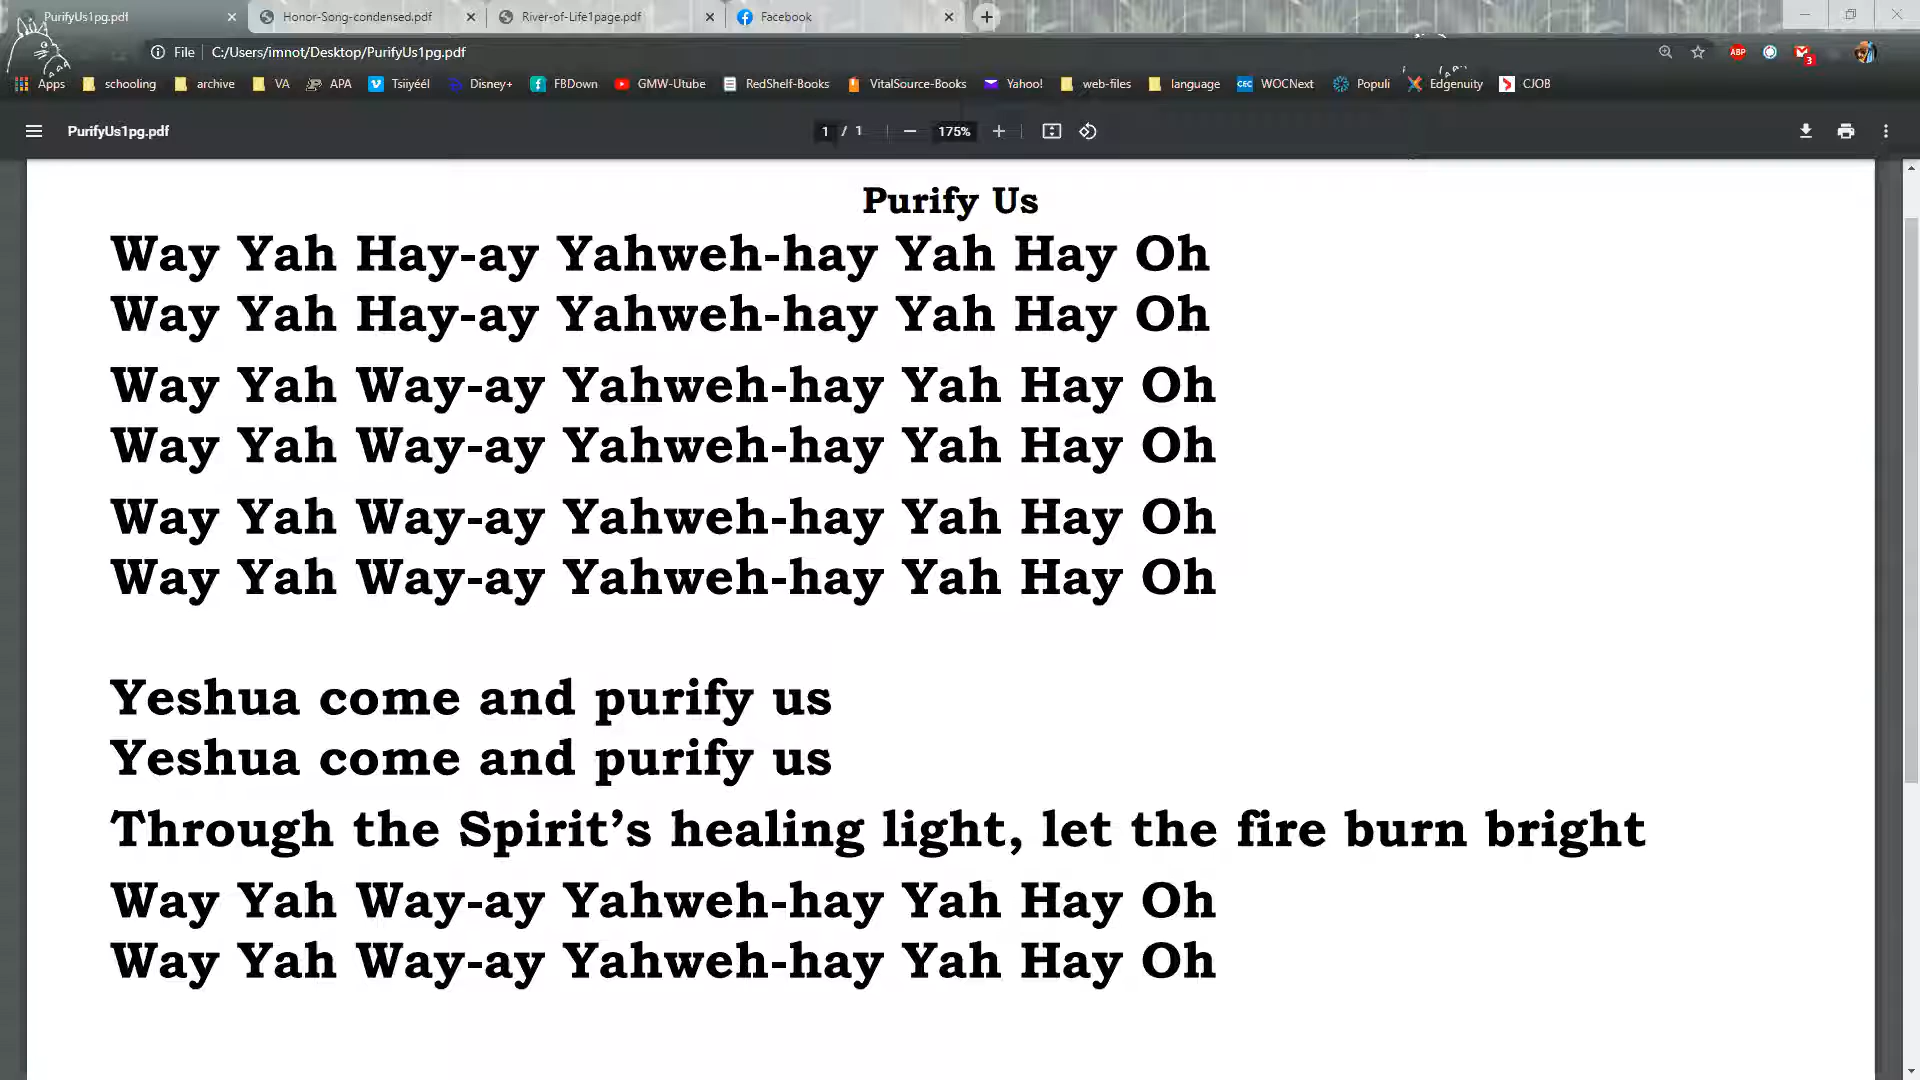 PurifyUs1pg.pdf
Honor-Song-condensed.pdf
River-of-Life1page.pdf
Facebook
File
C:/Users/imnot/Desktop/PurifyUs1pg.pdf
ABP
3
Apps schooling archive VA APA Tsiiyéél Disney+ FBDown GMW-Utube RedShelf-Books VitalSource-Books Yahoo! web-files language CEC WOCNext Populi Edgenuity CJOB
PurifyUs1pg.pdf
1 / 1
175%
Purify Us
Way Yah Hay-ay Yahweh-hay Yah Hay Oh
Way Yah Hay-ay Yahweh-hay Yah Hay Oh
Way Yah Way-ay Yahweh-hay Yah Hay Oh
Way Yah Way-ay Yahweh-hay Yah Hay Oh
Way Yah Way-ay Yahweh-hay Yah Hay Oh
Way Yah Way-ay Yahweh-hay Yah Hay Oh
Yeshua come and purify us
Yeshua come and purify us
Through the Spirit’s healing light, let the fire burn bright
Way Yah Way-ay Yahweh-hay Yah Hay Oh
Way Yah Way-ay Yahweh-hay Yah Hay Oh